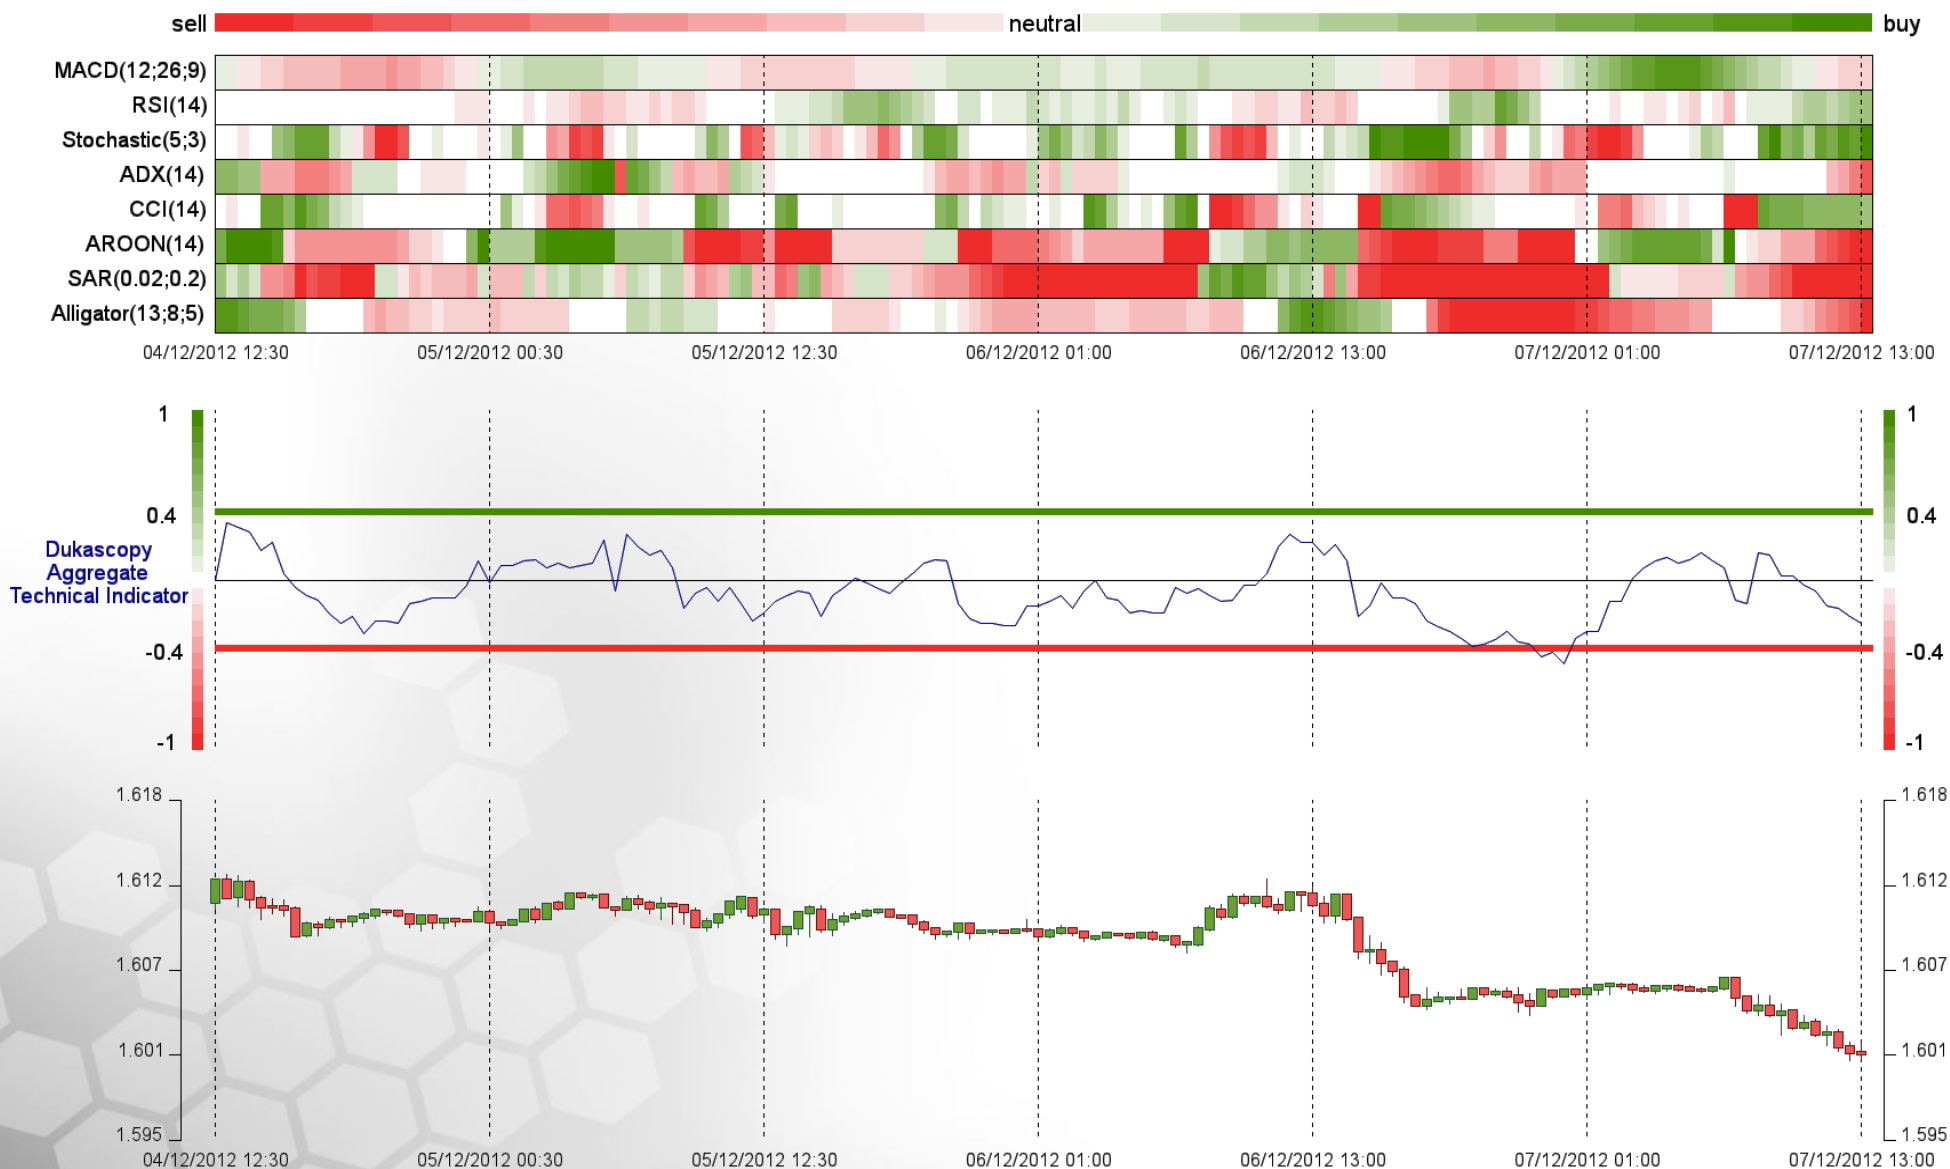 sell neutral buy
MACD(12;26;9)
RSI(14)
Stochastic(5;3)
ADX(14)
CCI(14)
AROON(14)
SAR(0.02;0.2)
Alligator(13;8;5)
04/12/2012 12:30 05/12/2012 00:30 05/12/2012 12:30 06/12/2012 01:00 06/12/2012 13:00 07/12/2012 01:00 07/12/2012 13:00
1 1
0.4 0.4
Dukascopy
Aggregate
Technical Indicator
-0.4 -0.4
-1 -1
1.618 1.618
1.612 1.612
1.607 1.607
1.601 1.601
1.595 1.595
04/12/2012 12:30 05/12/2012 00:30 05/12/2012 12:30 06/12/2012 01:00 06/12/2012 13:00 07/12/2012 01:00 07/12/2012 13:00